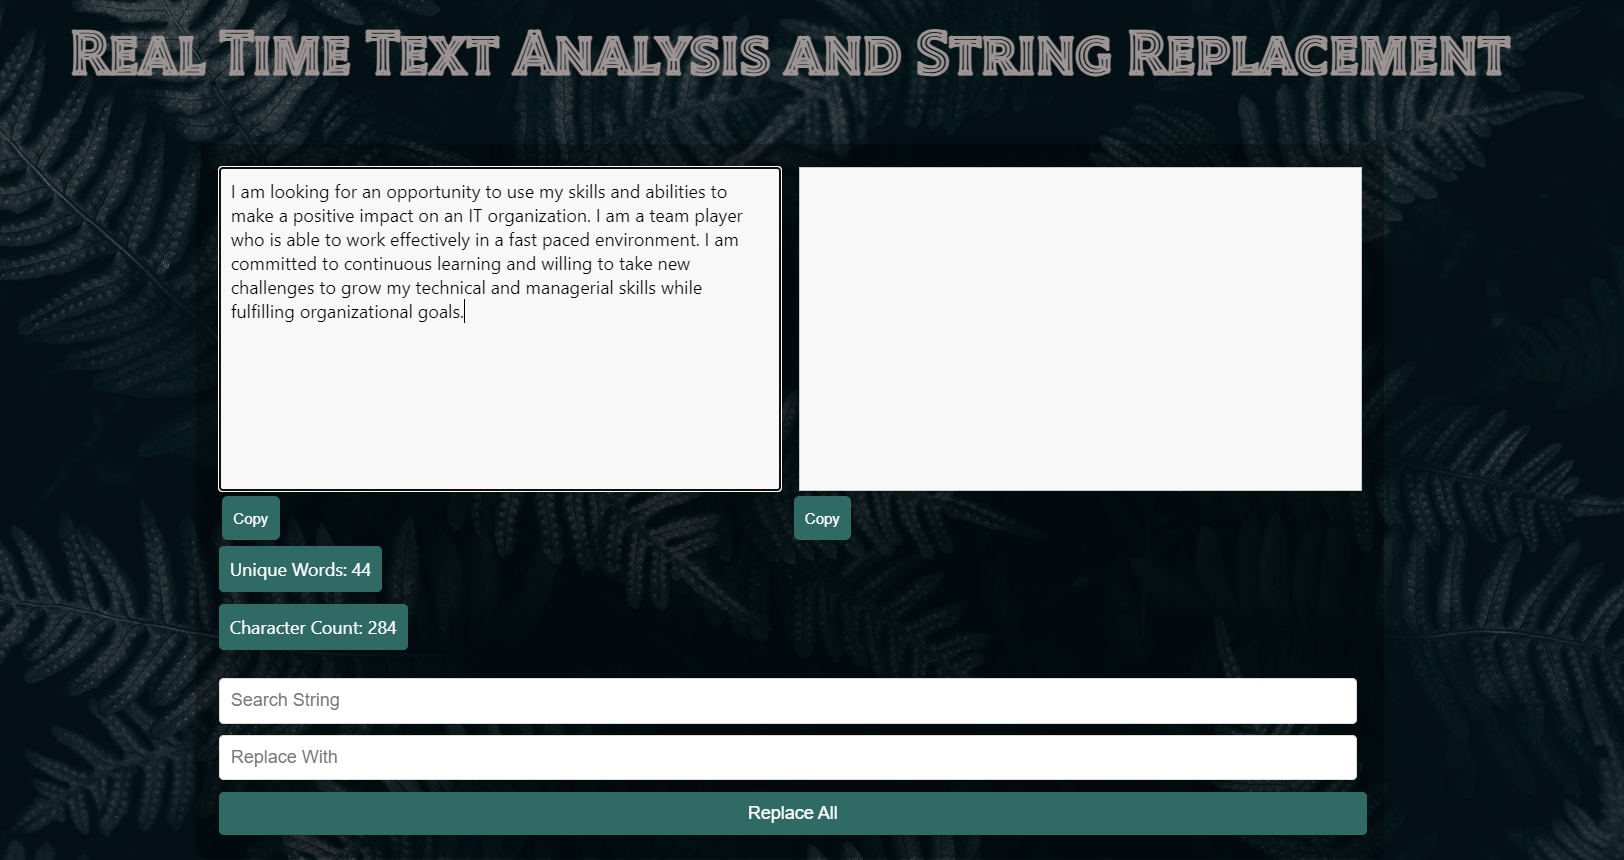 Real Time Text Analysis and String Replacement
I am looking for an opportunity to use my skills and abilities to
make a positive impact on an IT organization. I am a team player
who is able to work effectively in a fast paced environment. I am
committed to continuous learning and willing to take new
challenges to grow my technical and managerial skills while
fulfilling organizational goals.
Copy
Copy
Unique Words: 44
Character Count: 284
Search String
Replace With
Replace All